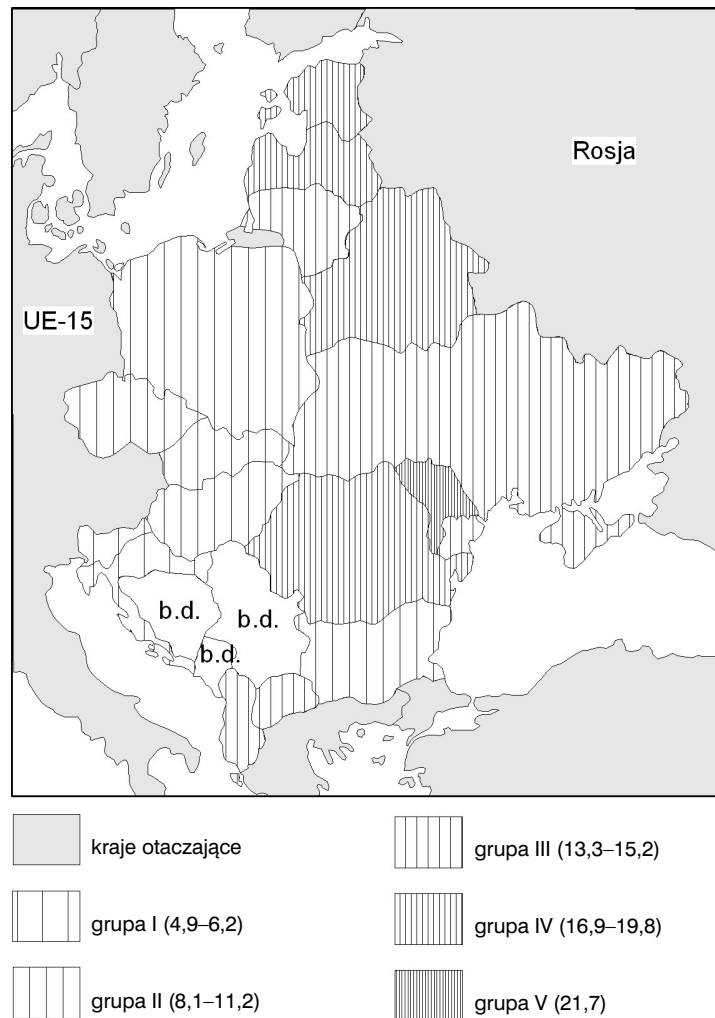 Rosja
UE-15
b.d.
b.d.
b.d.
kraje otaczające
grupa I (4,9–6,2)
grupa II (8,1–11,2)
grupa III (13,3–15,2)
grupa IV (16,9–19,8)
grupa V (21,7)